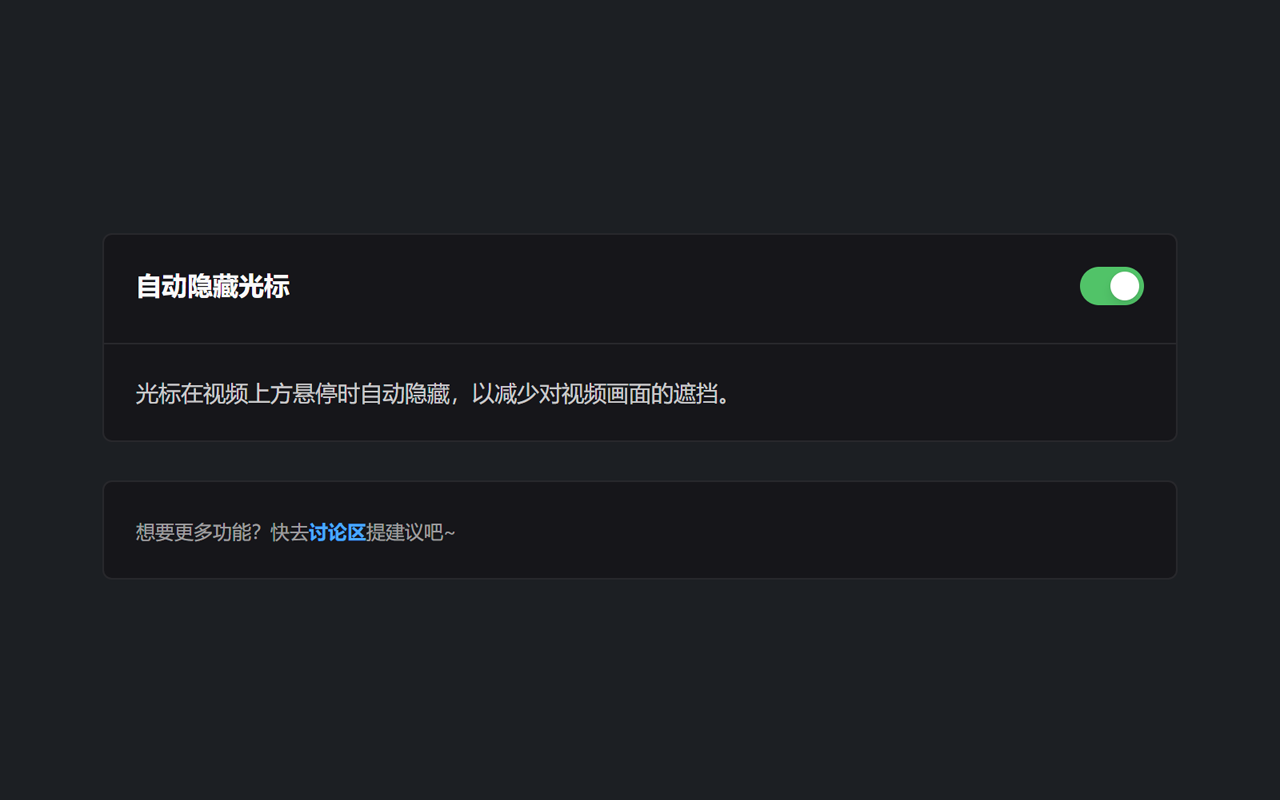 自动隐藏光标
光标在视频上方悬停时自动隐藏，以减少对视频画面的遮挡。
想要更多功能？快去讨论区提建议吧~